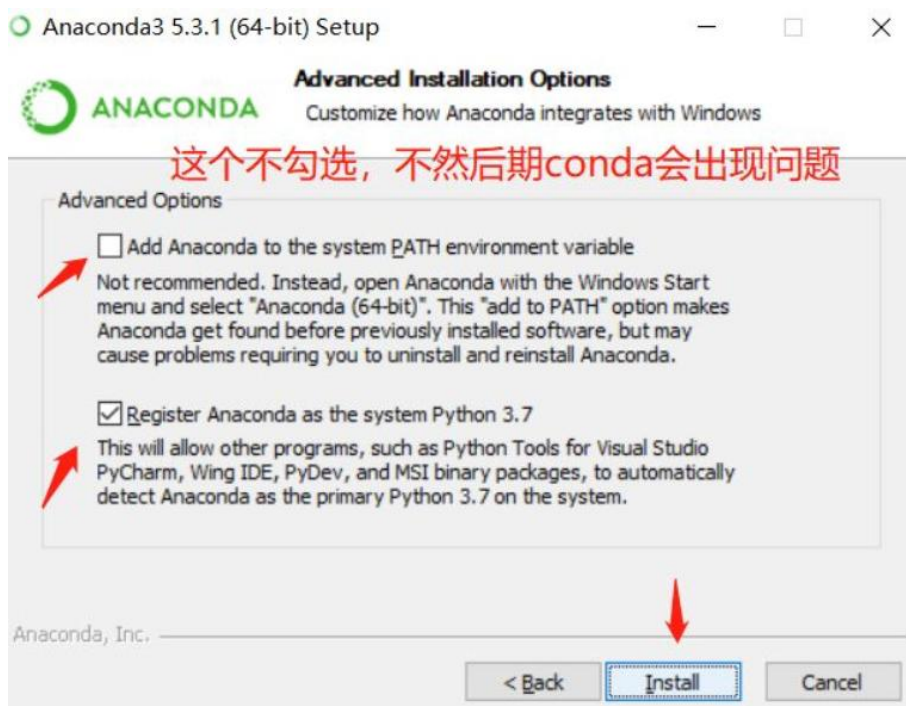 Anaconda3 5.3.1 (64-bit) Setup
ANACONDA
Advanced Installation Options
Customize how Anaconda integrates with Windows
这个不勾选，不然后期conda会出现问题
Advanced Options
Add Anaconda to the system PATH environment variable
Not recommended. Instead, open Anaconda with the Windows Start
menu and select "Anaconda (64-bit)". This "add to PATH" option makes
Anaconda get found before previously installed software, but may
cause problems requiring you to uninstall and reinstall Anaconda.
Register Anaconda as the system Python 3.7
This will allow other programs, such as Python Tools for Visual Studio
PyCharm, Wing IDE, PyDev, and MSI binary packages, to automatically
detect Anaconda as the primary Python 3.7 on the system.
Anaconda, Inc.
< Back
Install
Cancel